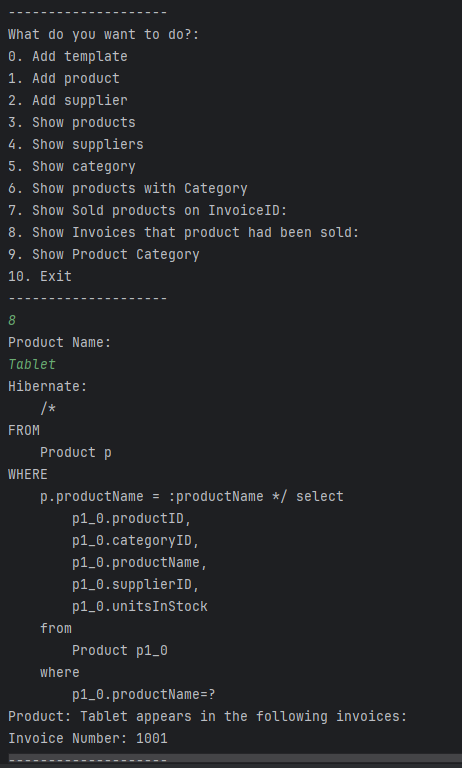 --------------------
What do you want to do?:
0. Add template
1. Add product
2. Add supplier
3. Show products
4. Show suppliers
5. Show category
6. Show products with Category
7. Show Sold products on InvoiceID:
8. Show Invoices that product had been sold:
9. Show Product Category
10. Exit
--------------------
8
Product Name:
Tablet
Hibernate:
    /*
FROM
    Product p
WHERE
    p.productName = :productName */ select
        p1_0.productID,
        p1_0.categoryID,
        p1_0.productName,
        p1_0.supplierID,
        p1_0.unitsInStock
    from
        Product p1_0
    where
        p1_0.productName=?
Product: Tablet appears in the following invoices:
Invoice Number: 1001
--------------------